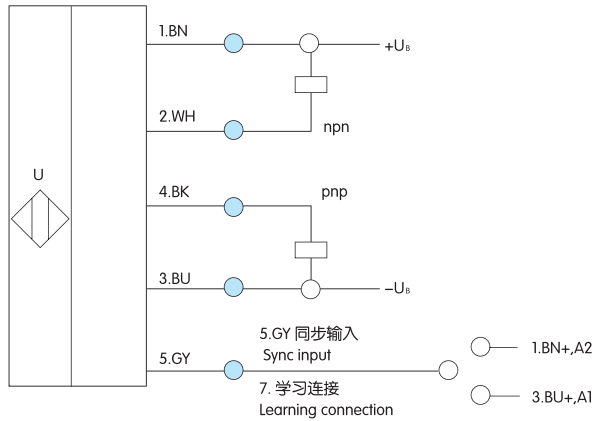 1.BN
+UB
2.WH
npn
U
4.BK
pnp
3.BU
–UB
5.GY
5.GY 同步输入
Sync input
7. 学习连接
Learning connection
1.BN+,A2
3.BU+,A1